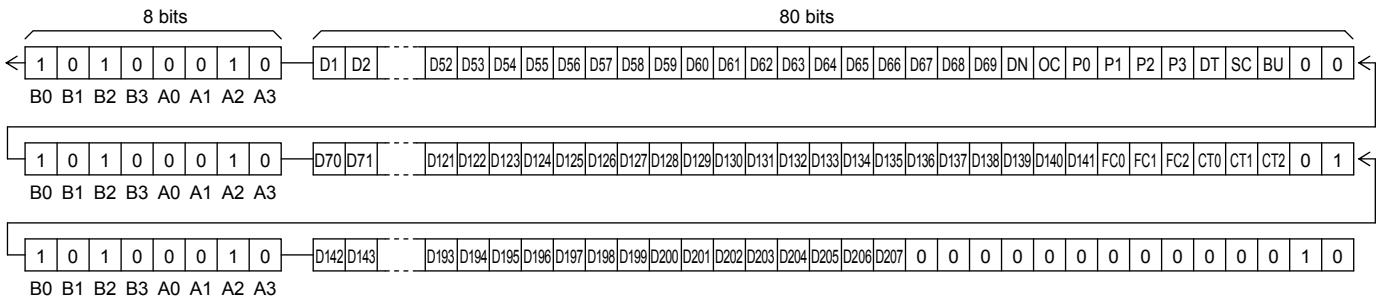 8 bits 80 bits
1 0 1 0 0 0 1 0 D1 D2 D52 D53 D54 D55 D56 D57 D58 D59 D60 D61 D62 D63 D64 D65 D66 D67 D68 D69 DN OC P0 P1 P2 P3 DT SC BU 0 0
B0 B1 B2 B3 A0 A1 A2 A3
1 0 1 0 0 0 1 0 D70 D71 D121 D122 D123 D124 D125 D126 D127 D128 D129 D130 D131 D132 D133 D134 D135 D136 D137 D138 D139 D140 D141 FC0 FC1 FC2 CT0 CT1 CT2 0 1
B0 B1 B2 B3 A0 A1 A2 A3
1 0 1 0 0 0 1 0 D142 D143 D193 D194 D195 D196 D197 D198 D199 D200 D201 D202 D203 D204 D205 D206 D207 0 0 0 0 0 0 0 0 0 0 0 0 1 0
B0 B1 B2 B3 A0 A1 A2 A3